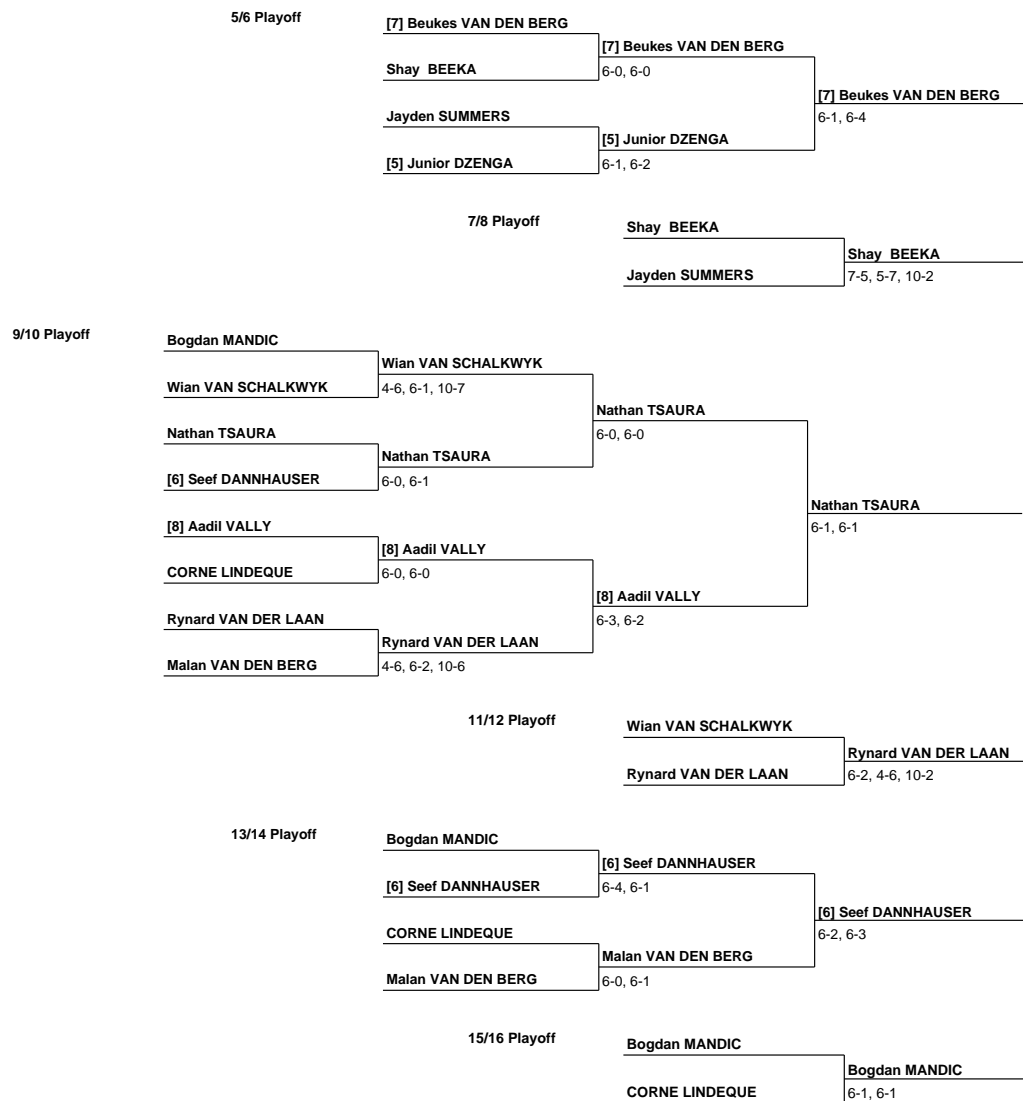 5/6 Playoff
[7] Beukes VAN DEN BERG
[7] Beukes VAN DEN BERG
Shay  BEEKA
6-0, 6-0
[7] Beukes VAN DEN BERG
Jayden SUMMERS
6-1, 6-4
[5] Junior DZENGA
[5] Junior DZENGA
6-1, 6-2
7/8 Playoff
Shay  BEEKA
Shay  BEEKA
Jayden SUMMERS
7-5, 5-7, 10-2
9/10 Playoff
Bogdan MANDIC
Wian VAN SCHALKWYK
Wian VAN SCHALKWYK
4-6, 6-1, 10-7
Nathan TSAURA
Nathan TSAURA
6-0, 6-0
Nathan TSAURA
[6] Seef DANNHAUSER
6-0, 6-1
Nathan TSAURA
[8] Aadil VALLY
6-1, 6-1
[8] Aadil VALLY
CORNE LINDEQUE
6-0, 6-0
[8] Aadil VALLY
Rynard VAN DER LAAN
6-3, 6-2
Rynard VAN DER LAAN
Malan VAN DEN BERG
4-6, 6-2, 10-6
11/12 Playoff
Wian VAN SCHALKWYK
Rynard VAN DER LAAN
Rynard VAN DER LAAN
6-2, 4-6, 10-2
13/14 Playoff
Bogdan MANDIC
[6] Seef DANNHAUSER
[6] Seef DANNHAUSER
6-4, 6-1
[6] Seef DANNHAUSER
CORNE LINDEQUE
6-2, 6-3
Malan VAN DEN BERG
Malan VAN DEN BERG
6-0, 6-1
15/16 Playoff
Bogdan MANDIC
Bogdan MANDIC
CORNE LINDEQUE
6-1, 6-1